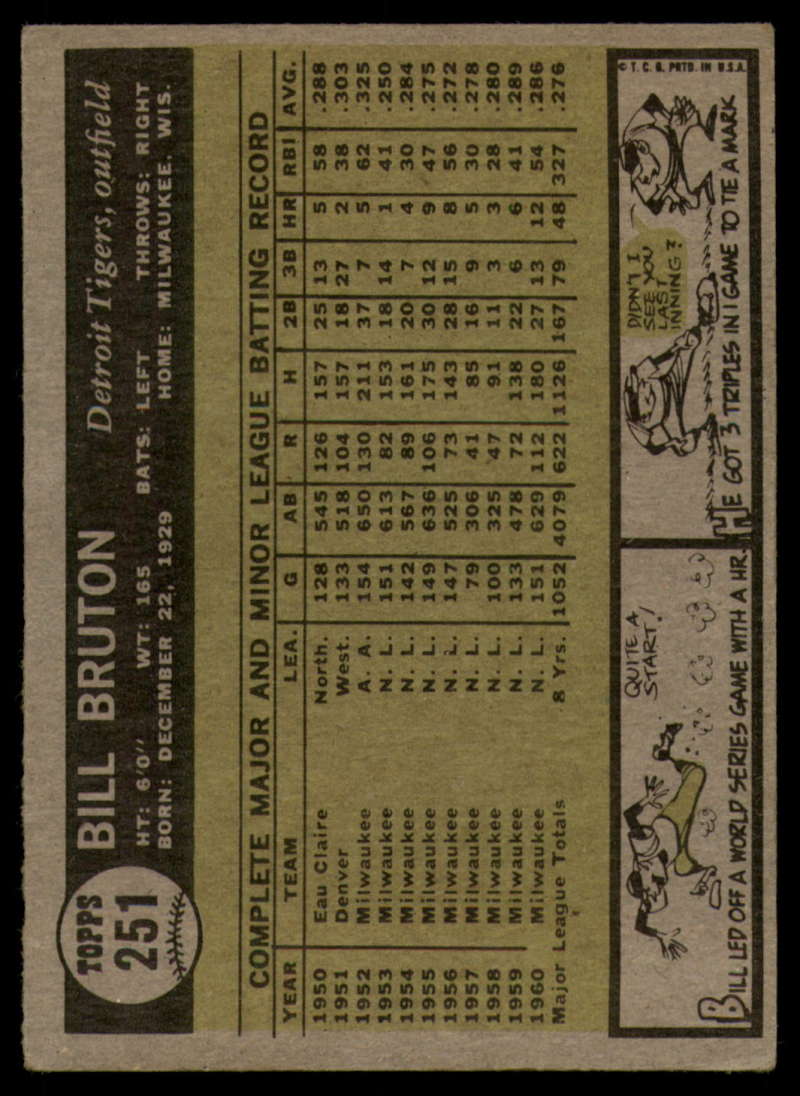 TOPPS
251
BILL BRUTON
Detroit Tigers, outfield
HT: 6'0" WT: 165 BATS: LEFT THROWS: RIGHT
BORN: DECEMBER 22, 1929 HOME: MILWAUKEE, WIS.
COMPLETE MAJOR AND MINOR LEAGUE BATTING RECORD
YEAR TEAM LEA. G AB R H 2B 3B HR RBI AVG.
1950 Eau Claire North. 128 545 126 157 25 13 5 58 .288
1951 Denver West. 133 518 104 157 18 27 2 38 .303
1952 Milwaukee A. A. 154 650 130 211 37 7 5 62 .325
1953 Milwaukee N. L. 151 613 82 153 18 14 1 41 .250
1954 Milwaukee N. L. 142 567 89 161 20 7 4 30 .284
1955 Milwaukee N. L. 149 636 106 175 30 12 9 47 .275
1956 Milwaukee N. L. 147 525 73 143 28 15 8 56 .272
1957 Milwaukee N. L. 79 306 41 85 16 9 5 30 .278
1958 Milwaukee N. L. 100 325 47 91 11 3 3 28 .280
1959 Milwaukee N. L. 133 478 72 138 22 6 6 41 .289
1960 Milwaukee N. L. 151 629 112 180 27 13 12 54 .286
Major League Totals 8 Yrs. 1052 4079 622 1126 167 79 48 327 .276
QUITE A
START!
BILL LED OFF A WORLD SERIES GAME WITH A HR.
DIDN'T I
SEE YOU
LAST
INNING?
HE GOT 3 TRIPLES IN 1 GAME TO TIE A MARK
© T. C. G. PRTD. IN U.S.A.